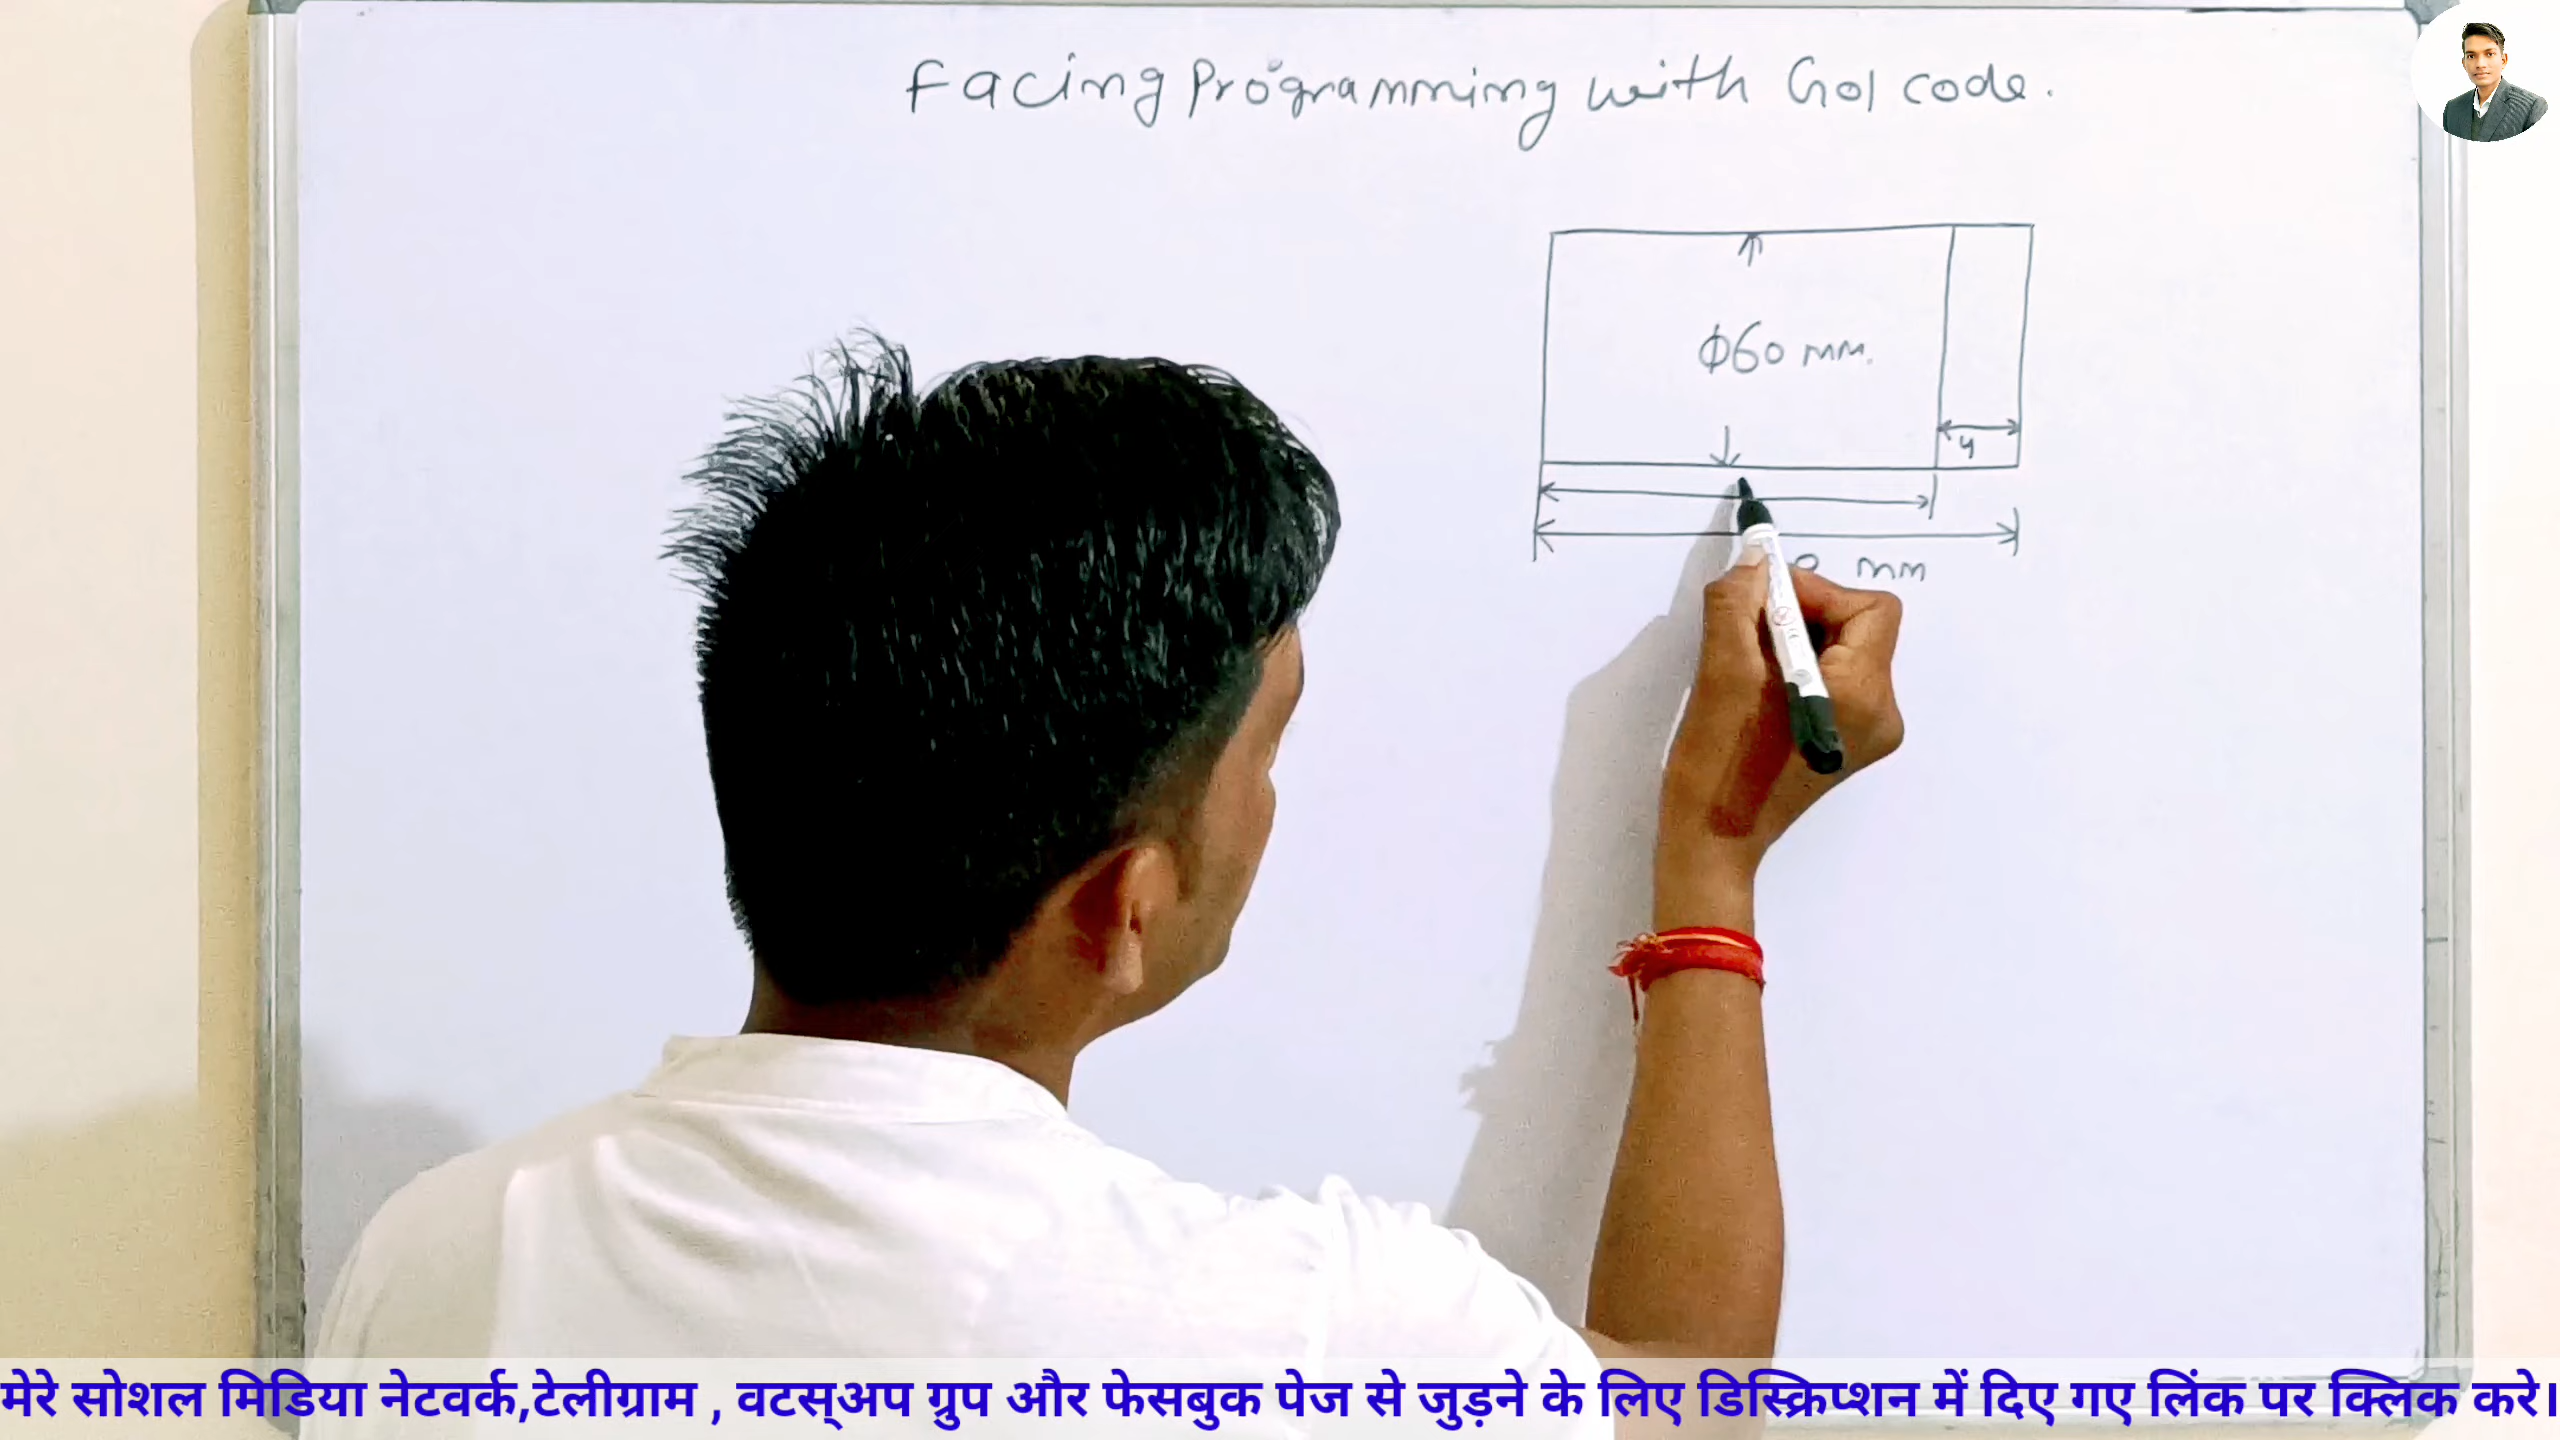 Facing Programming with G01 code.
Φ60 mm.
4
mm
मेरे सोशल मिडिया नेटवर्क,टेलीग्राम , वटस्अप ग्रुप और फेसबुक पेज से जुड़ने के लिए डिस्क्रिप्शन में दिए गए लिंक पर क्लिक करे।